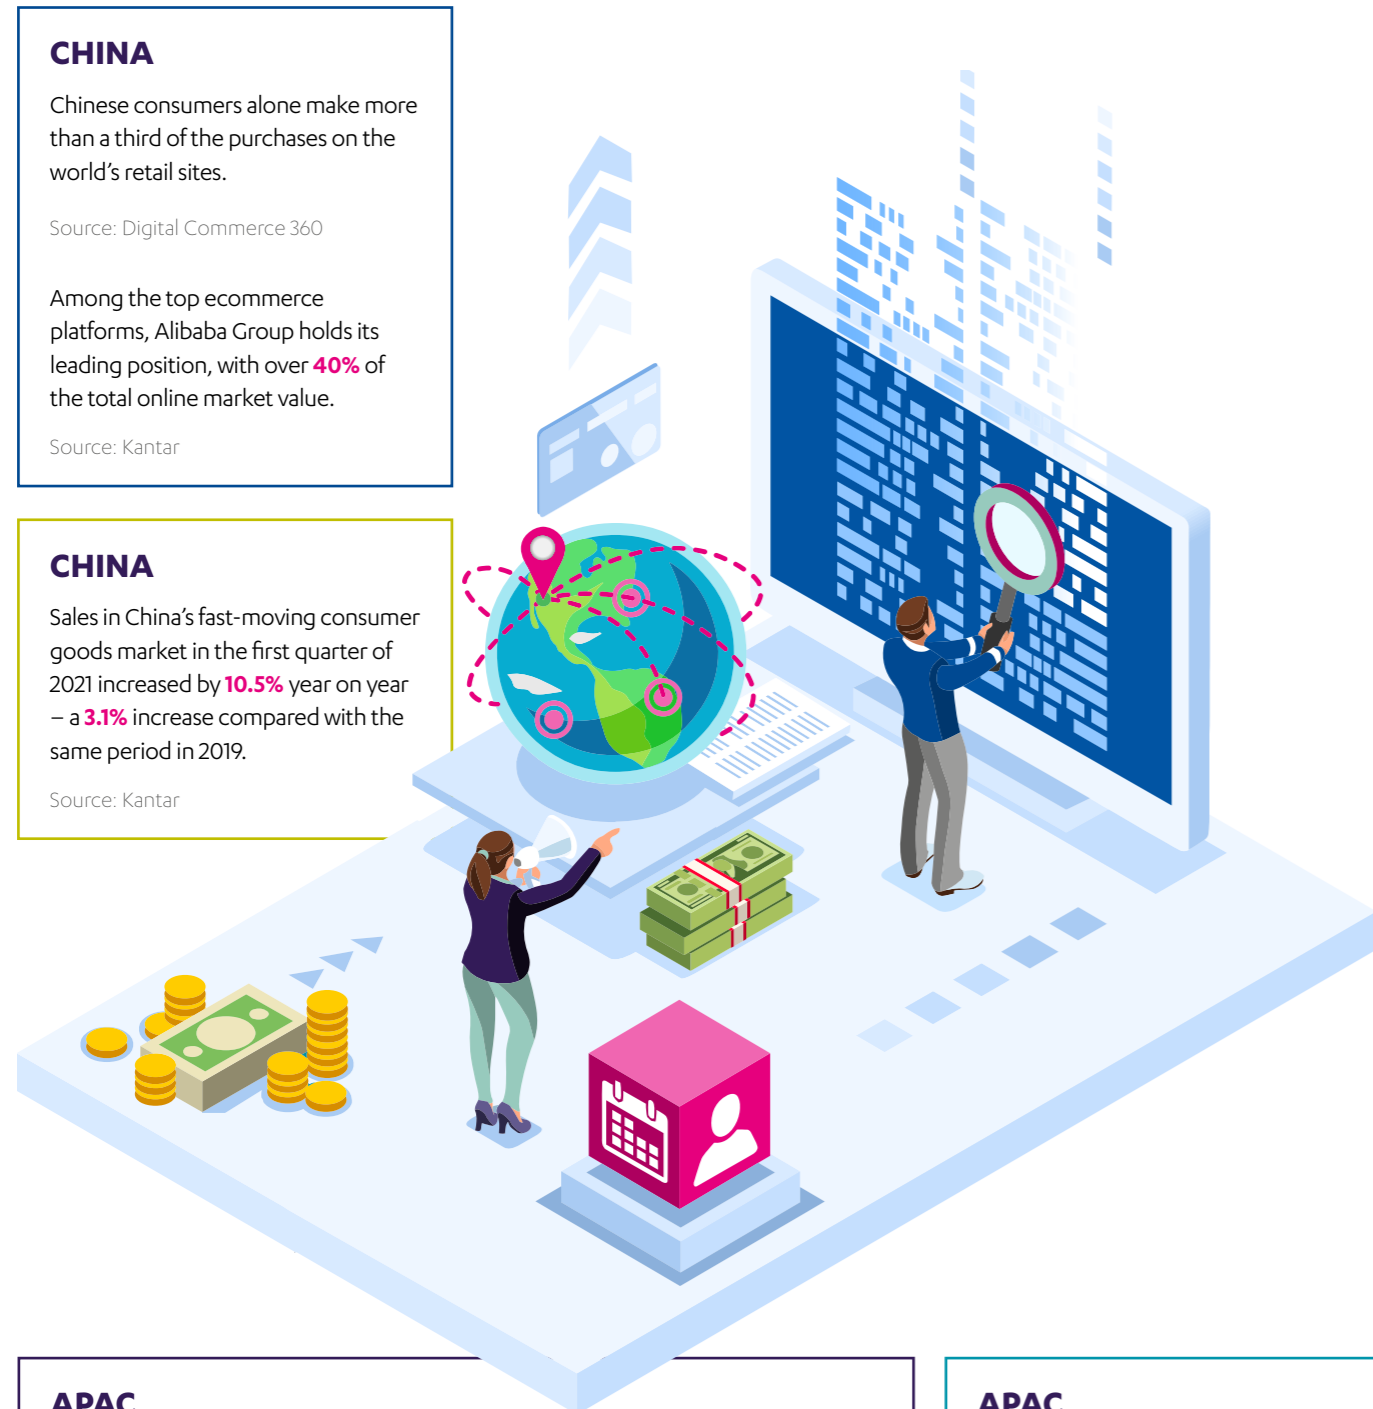 CHINA
Chinese consumers alone make more
than a third of the purchases on the
world’s retail sites.
Source: Digital Commerce 360
Among the top ecommerce
platforms, Alibaba Group holds its
leading position, with over 40% of
the total online market value.
Source: Kantar
CHINA
Sales in China’s fast-moving consumer
goods market in the first quarter of
2021 increased by 10.5% year on year
– a 3.1% increase compared with the
same period in 2019.
Source: Kantar
APAC
APAC